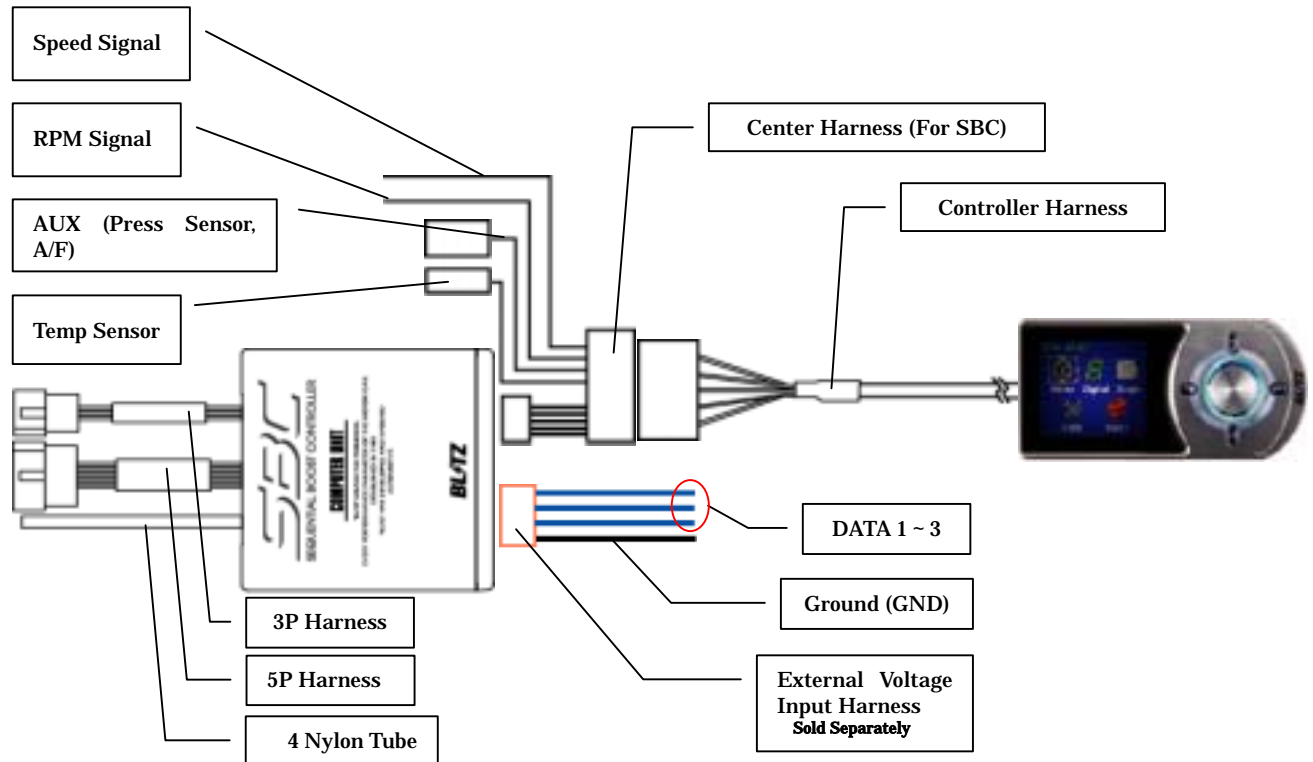 Speed Signal
RPM Signal
AUX (Press Sensor,
A/F)
Temp Sensor
Center Harness (For SBC)
Controller Harness
SBC
SEQUENTIAL BOOST CONTROLLER
COMPUTER UNIT
BLITZ
Digital
DATA 1 ~ 3
Ground (GND)
External Voltage
Input Harness
Sold Separately
3P Harness
5P Harness
4 Nylon Tube